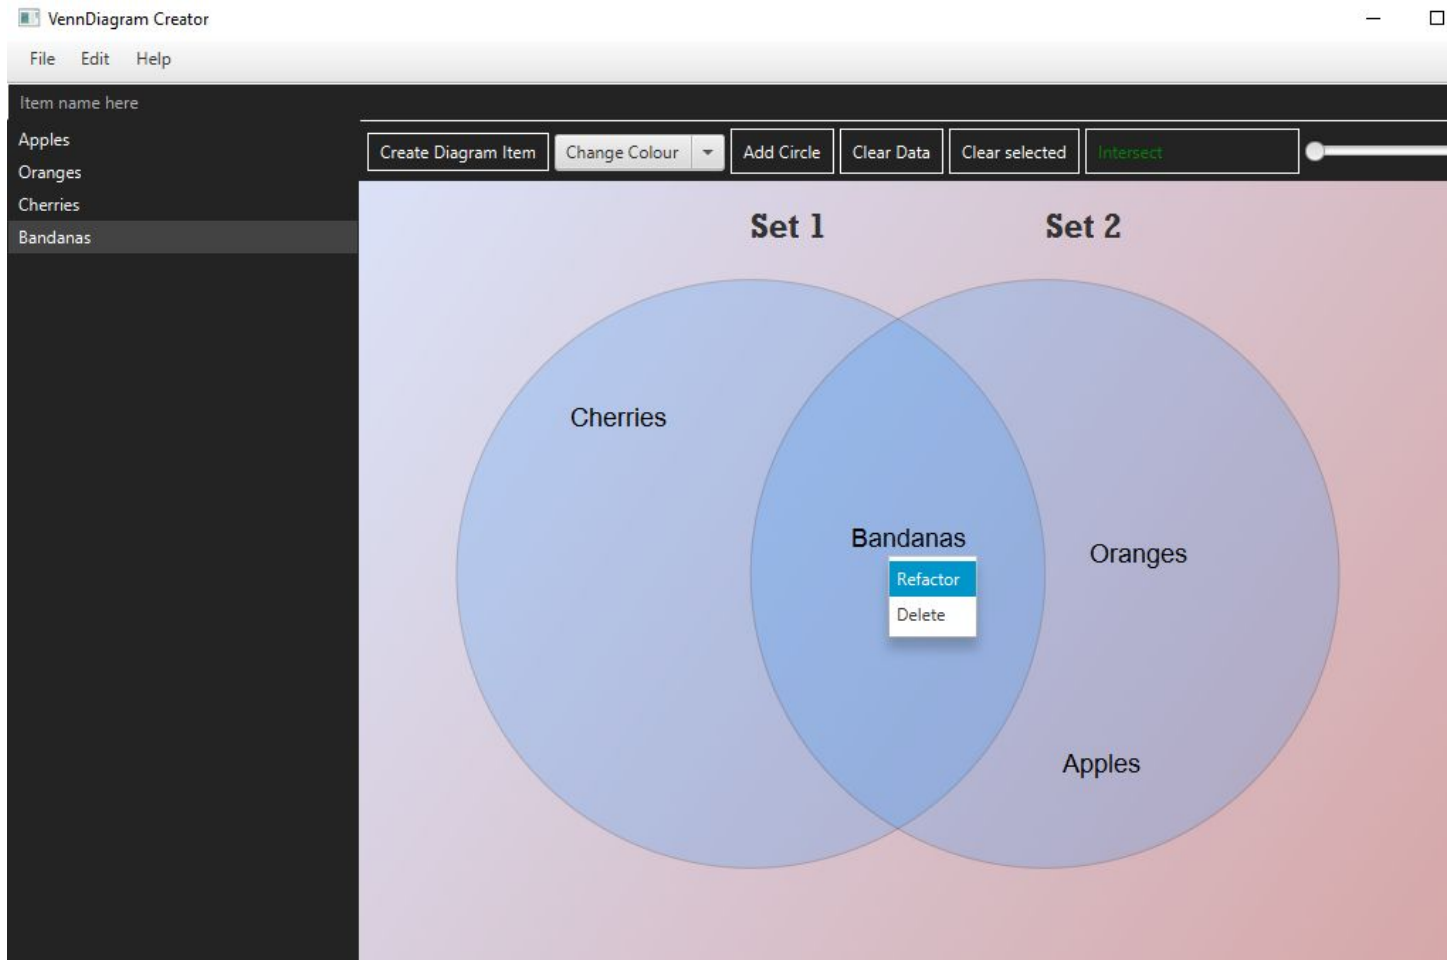 VennDiagram Creator
File Edit Help
Item name here
Apples
Oranges
Cherries
Bandanas
Create Diagram Item Change Colour Add Circle Clear Data Clear selected Intersect
Set 1 Set 2
Cherries
Bandanas
Oranges
Refactor
Delete
Apples